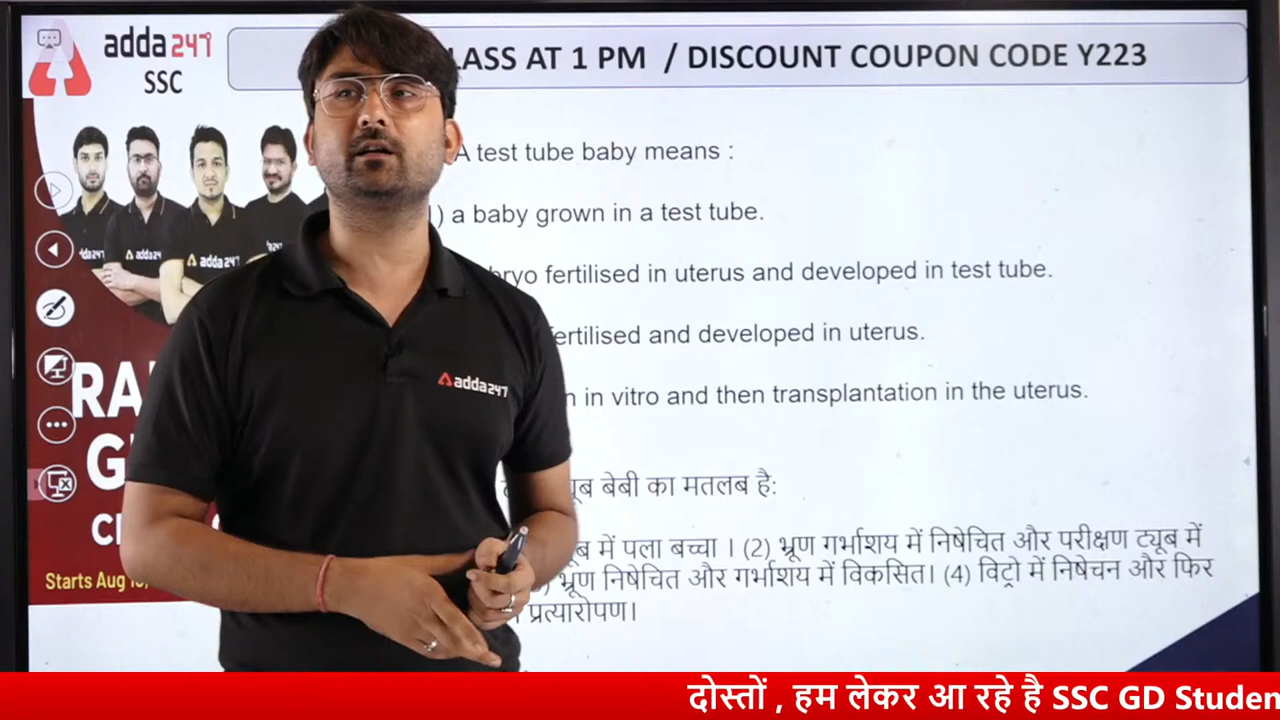 adda247
SSC
LASS AT 1 PM / DISCOUNT COUPON CODE Y223
A test tube baby means :
) a baby grown in a test tube.
fertilised in uterus and developed in test tube.
fertilised and developed in uterus.
in vitro and then transplantation in the uterus.
बेबी का मतलब है:
में पला बच्चा । (2) भ्रूण गर्भाशय में निषेचित और परीक्षण ट्यूब में
भ्रूण निषेचित और गर्भाशय में विकसित। (4) विट्रो में निषेचन और फिर
प्रत्यारोपण।
adda247
adda247
adda247
Starts Aug
दोस्तों , हम लेकर आ रहे है SSC GD Studen